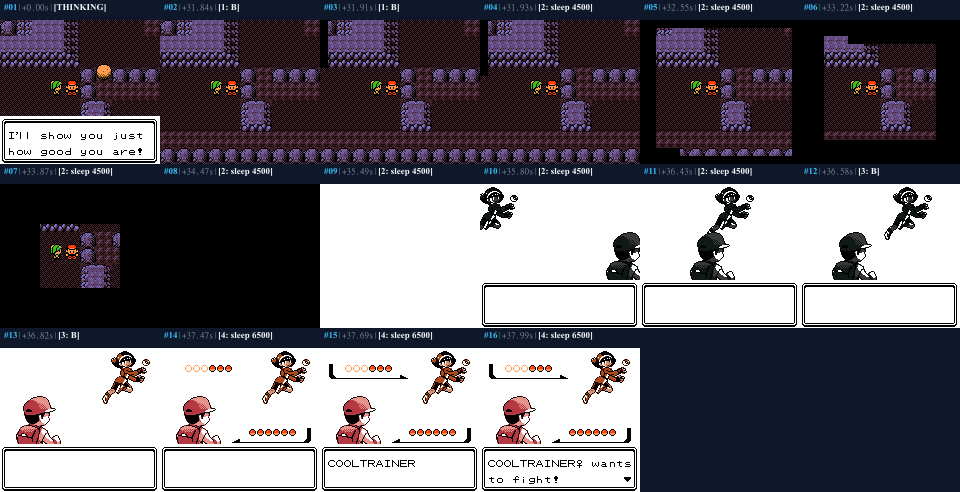 #01 | +0.00s | [THINKING]
#02 | +31.84s | [1: B]
#03 | +31.91s | [1: B]
#04 | +31.93s | [2: sleep 4500]
#05 | +32.55s | [2: sleep 4500]
#06 | +33.22s | [2: sleep 4500]
I'll show you just
how good you are!
#07 | +33.87s | [2: sleep 4500]
#08 | +34.47s | [2: sleep 4500]
#09 | +35.49s | [2: sleep 4500]
#10 | +35.80s | [2: sleep 4500]
#11 | +36.43s | [2: sleep 4500]
#12 | +36.58s | [3: B]
#13 | +36.82s | [3: B]
#14 | +37.47s | [4: sleep 6500]
#15 | +37.69s | [4: sleep 6500]
#16 | +37.99s | [4: sleep 6500]
COOLTRAINER
COOLTRAINER♀ wants
to fight!